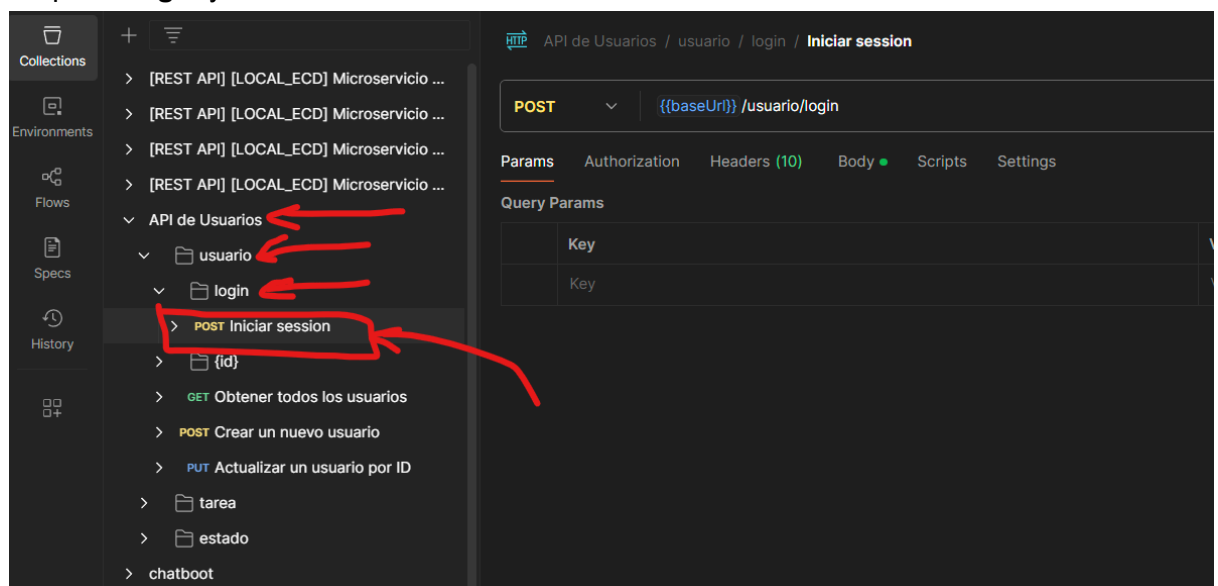 Collections
Environments
Flows
Specs
History
[REST API] [LOCAL_ECD] Microservicio ...
[REST API] [LOCAL_ECD] Microservicio ...
[REST API] [LOCAL_ECD] Microservicio ...
[REST API] [LOCAL_ECD] Microservicio ...
API de Usuarios
usuario
login
POST Iniciar session
{id}
GET Obtener todos los usuarios
POST Crear un nuevo usuario
PUT Actualizar un usuario por ID
tarea
estado
chatboot
HTTP API de Usuarios / usuario / login / Iniciar session
POST {{baseUrl}} /usuario/login
Params Authorization Headers (10) Body Scripts Settings
Query Params
Key
Key